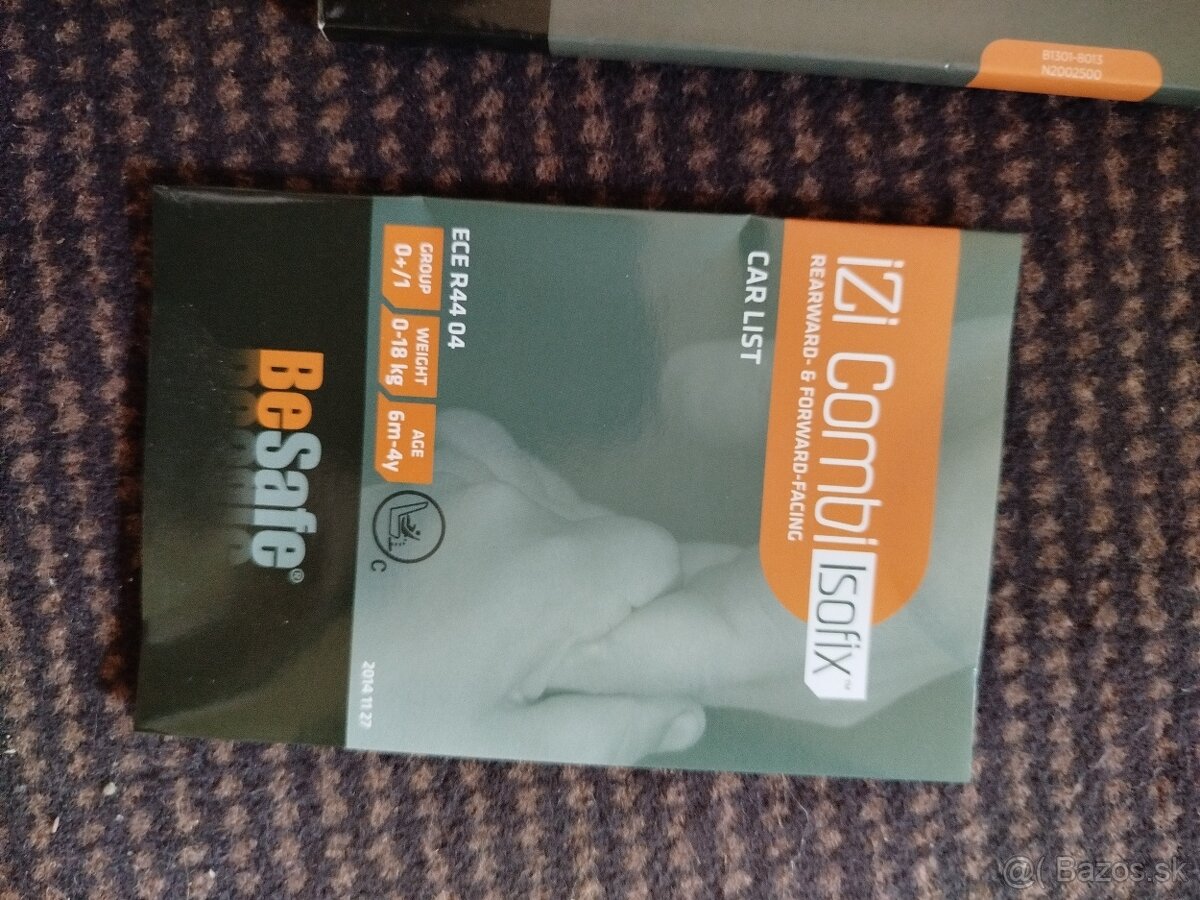 B1301-8013
N2002500
iZi Combi Isofix™
REARWARD- & FORWARD-FACING
CAR LIST
ECE R44 04
GROUP
0+/1
WEIGHT
0-18 kg
AGE
6m-4y
C
2014 11 27
BeSafe®
@( Bazos.sk